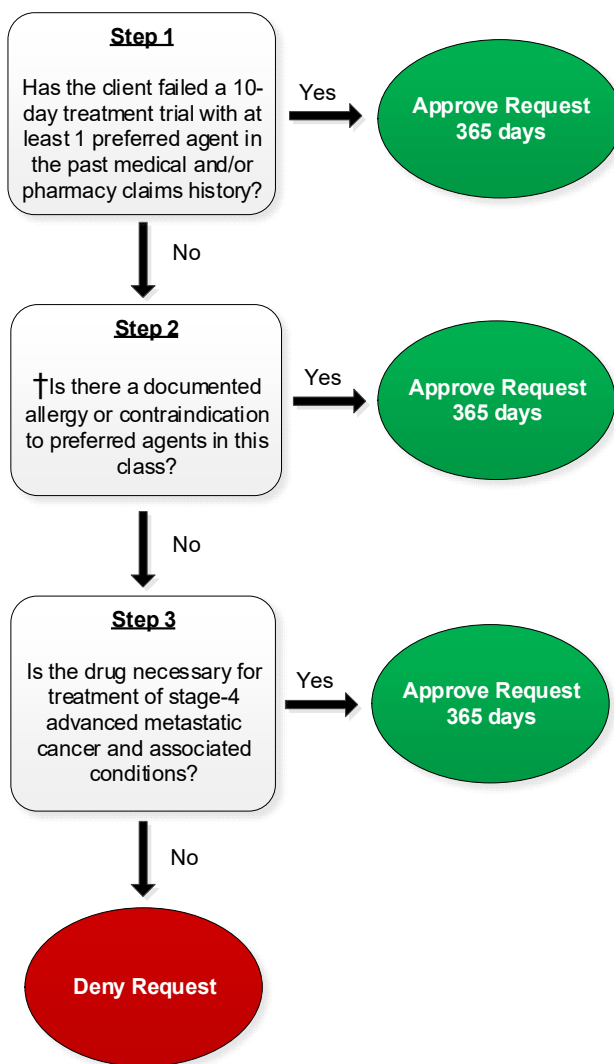 Step 1
Has the client failed a 10-
day treatment trial with at
least 1 preferred agent in
the past medical and/or
pharmacy claims history?
Yes
Approve Request
365 days
No
Step 2
†Is there a documented
allergy or contraindication
to preferred agents in this
class?
Yes
Approve Request
365 days
No
Step 3
Is the drug necessary for
treatment of stage-4
advanced metastatic
cancer and associated
conditions?
Yes
Approve Request
365 days
No
Deny Request